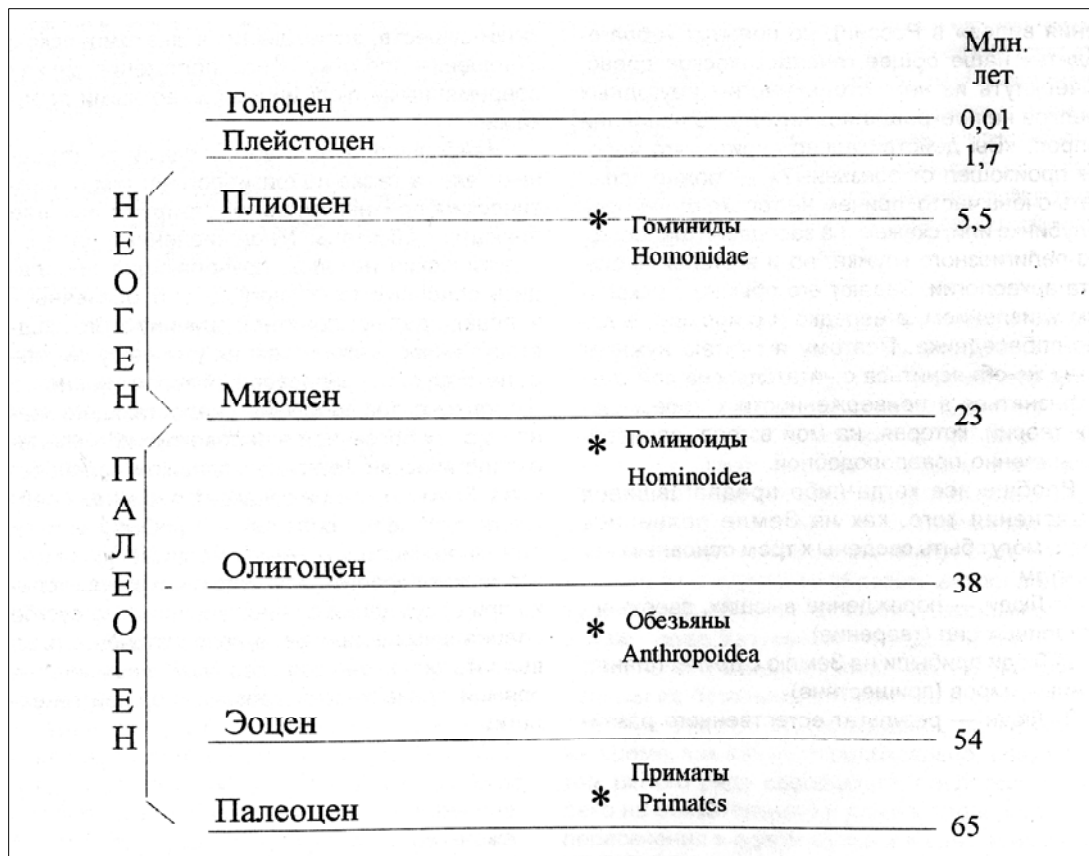 Млн.
лет
Голоцен
0,01
Плейстоцен
1,7
НЕОГЕН
Плиоцен
* Гоминиды
5,5
Homonidae
Миоцен
23
ПАЛЕОГЕН
* Гоминоиды
Hominoidea
Олигоцен
38
* Обезьяны
Anthropoidea
Эоцен
54
Приматы
* Primates
Палеоцен
65